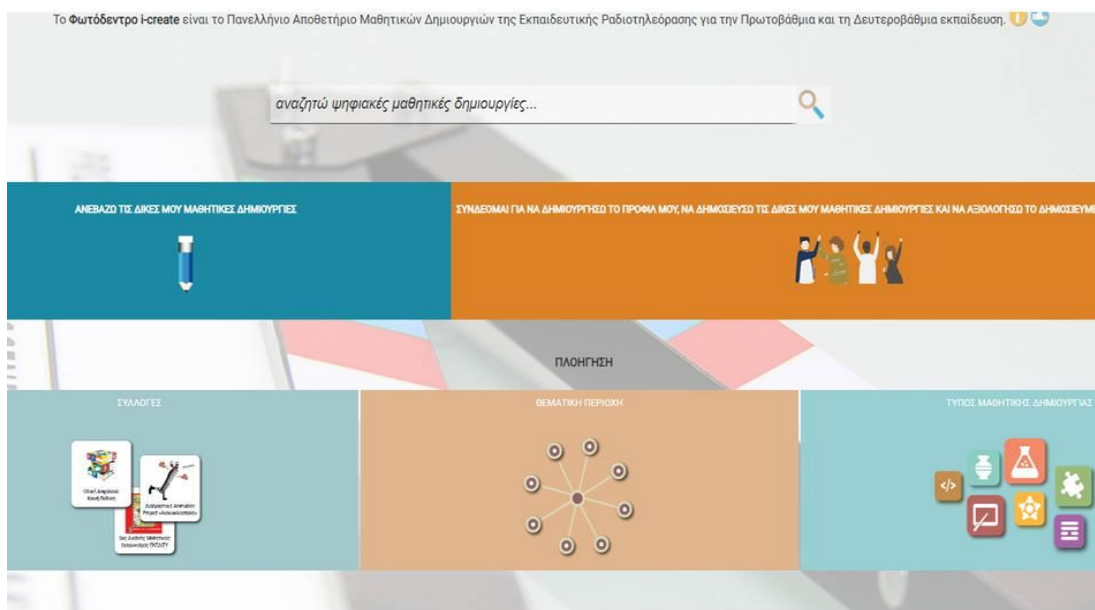 Το Φωτόδεντρο i-create είναι το Πανελλήνιο Αποθετήριο Μαθητικών Δημιουργιών της Εκπαιδευτικής Ραδιοτηλεόρασης για την Πρωτοβάθμια και τη Δευτεροβάθμια εκπαίδευση.
αναζητώ ψηφιακές μαθητικές δημιουργίες...
ΑΝΕΒΑΖΩ ΤΙΣ ΔΙΚΕΣ ΜΟΥ ΜΑΘΗΤΙΚΕΣ ΔΗΜΙΟΥΡΓΙΕΣ
ΣΥΝΔΕΟΜΑΙ ΓΙΑ ΝΑ ΔΗΜΙΟΥΡΓΗΣΩ ΤΟ ΠΡΟΦΙΛ ΜΟΥ, ΝΑ ΔΗΜΟΣΙΕΥΣΩ ΤΙΣ ΔΙΚΕΣ ΜΟΥ ΜΑΘΗΤΙΚΕΣ ΔΗΜΙΟΥΡΓΙΕΣ ΚΑΙ ΝΑ ΑΞΙΟΛΟΓΗΣΩ ΤΟ
ΠΛΟΗΓΗΣΗ
ΣΥΛΛΟΓΕΣ
ΘΕΜΑΤΙΚΗ ΠΕΡΙΟΧΗ
ΤΥΠΟΣ ΜΑΘΗΤΙΚΗΣ ΔΗΜΙΟΥΡΓΙΑΣ